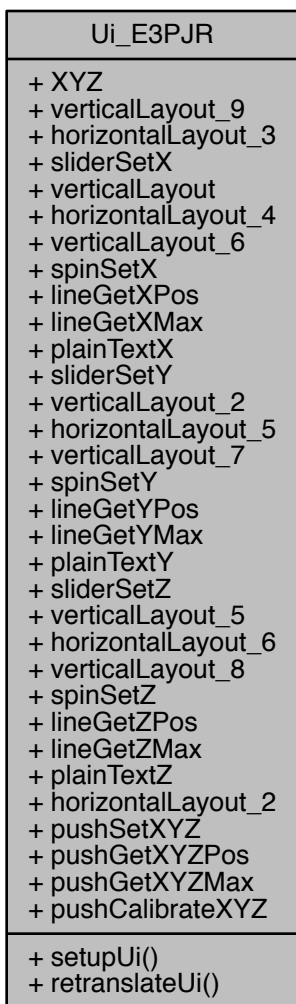 Ui_E3PJR
+ XYZ
+ verticalLayout_9
+ horizontalLayout_3
+ sliderSetX
+ verticalLayout
+ horizontalLayout_4
+ verticalLayout_6
+ spinSetX
+ lineGetXPos
+ lineGetXMax
+ plainTextX
+ sliderSetY
+ verticalLayout_2
+ horizontalLayout_5
+ verticalLayout_7
+ spinSetY
+ lineGetYPos
+ lineGetYMax
+ plainTextY
+ sliderSetZ
+ verticalLayout_5
+ horizontalLayout_6
+ verticalLayout_8
+ spinSetZ
+ lineGetZPos
+ lineGetZMax
+ plainTextZ
+ horizontalLayout_2
+ pushSetXYZ
+ pushGetXYZPos
+ pushGetXYZMax
+ pushCalibrateXYZ
+ setupUi()
+ retranslateUi()